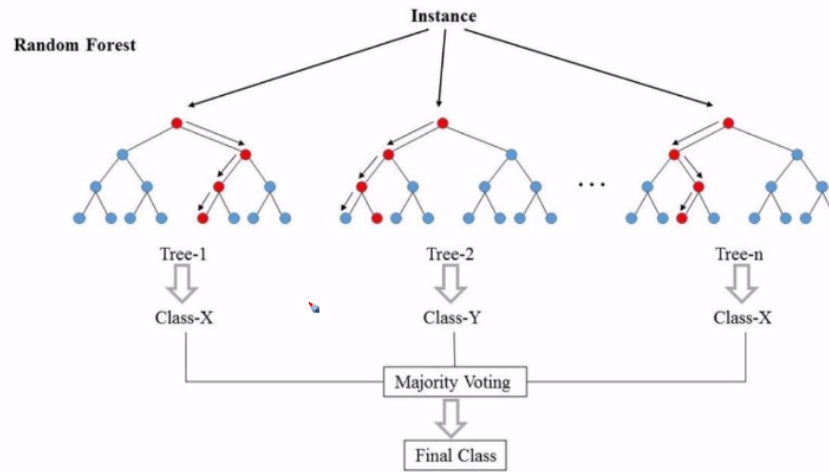 Instance
Random Forest
...
Tree-1 Tree-2 Tree-n
Class-X Class-Y Class-X
Majority Voting
Final Class